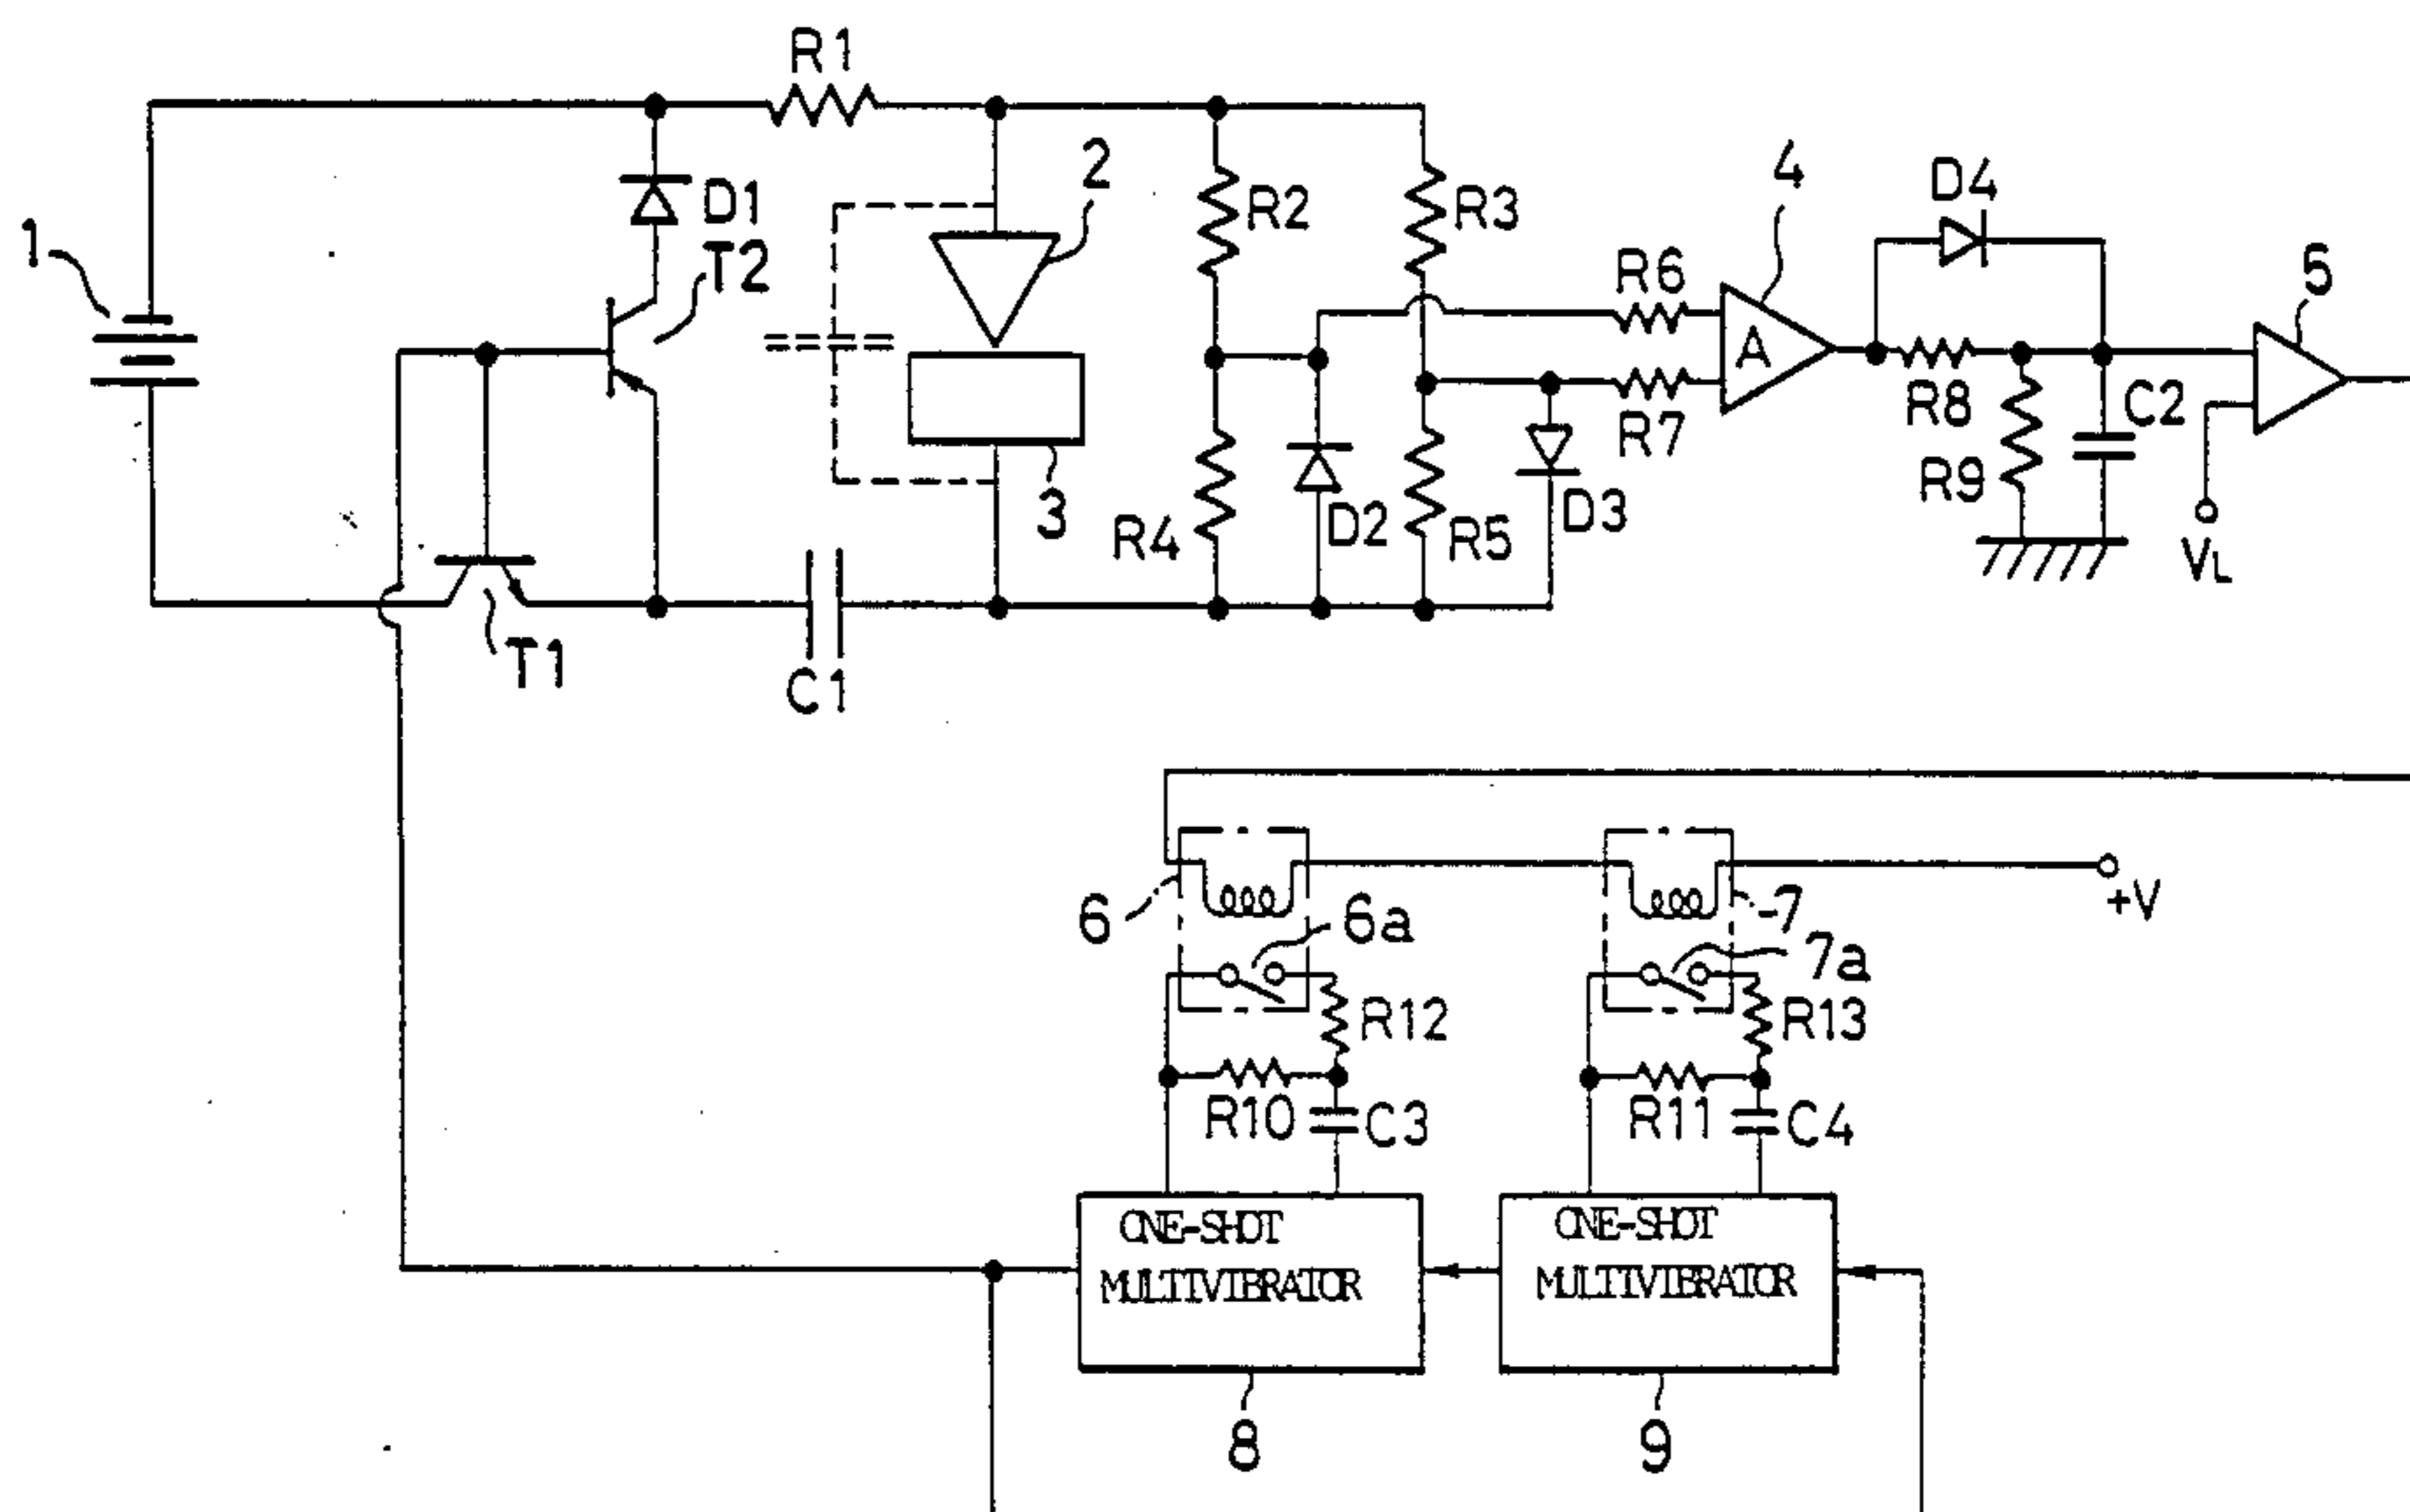 R1
2
1
D1
T2
R2
R3
4
D4
5
R6
A
R8
C2
R7
R9
3
R4
D2
R5
D3
VL
T1
C1
6
6a
7
7a
+V
R12
R13
R10
C3
R11
C4
ONE-SHOT
MULTIVIBRATOR
ONE-SHOT
MULTIVIBRATOR
8
9